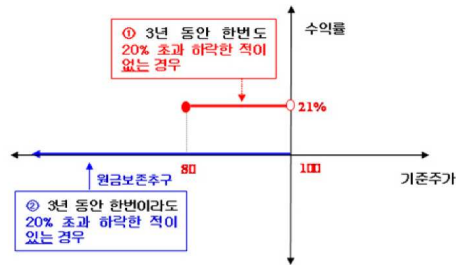 ① 3년 동안 한번도
20% 초과 하락한 적이
없는 경우
수익률
21%
80
100
기준주가
원금보존추구
② 3년 동안 한번이라도
20% 초과 하락한 적이
있는 경우